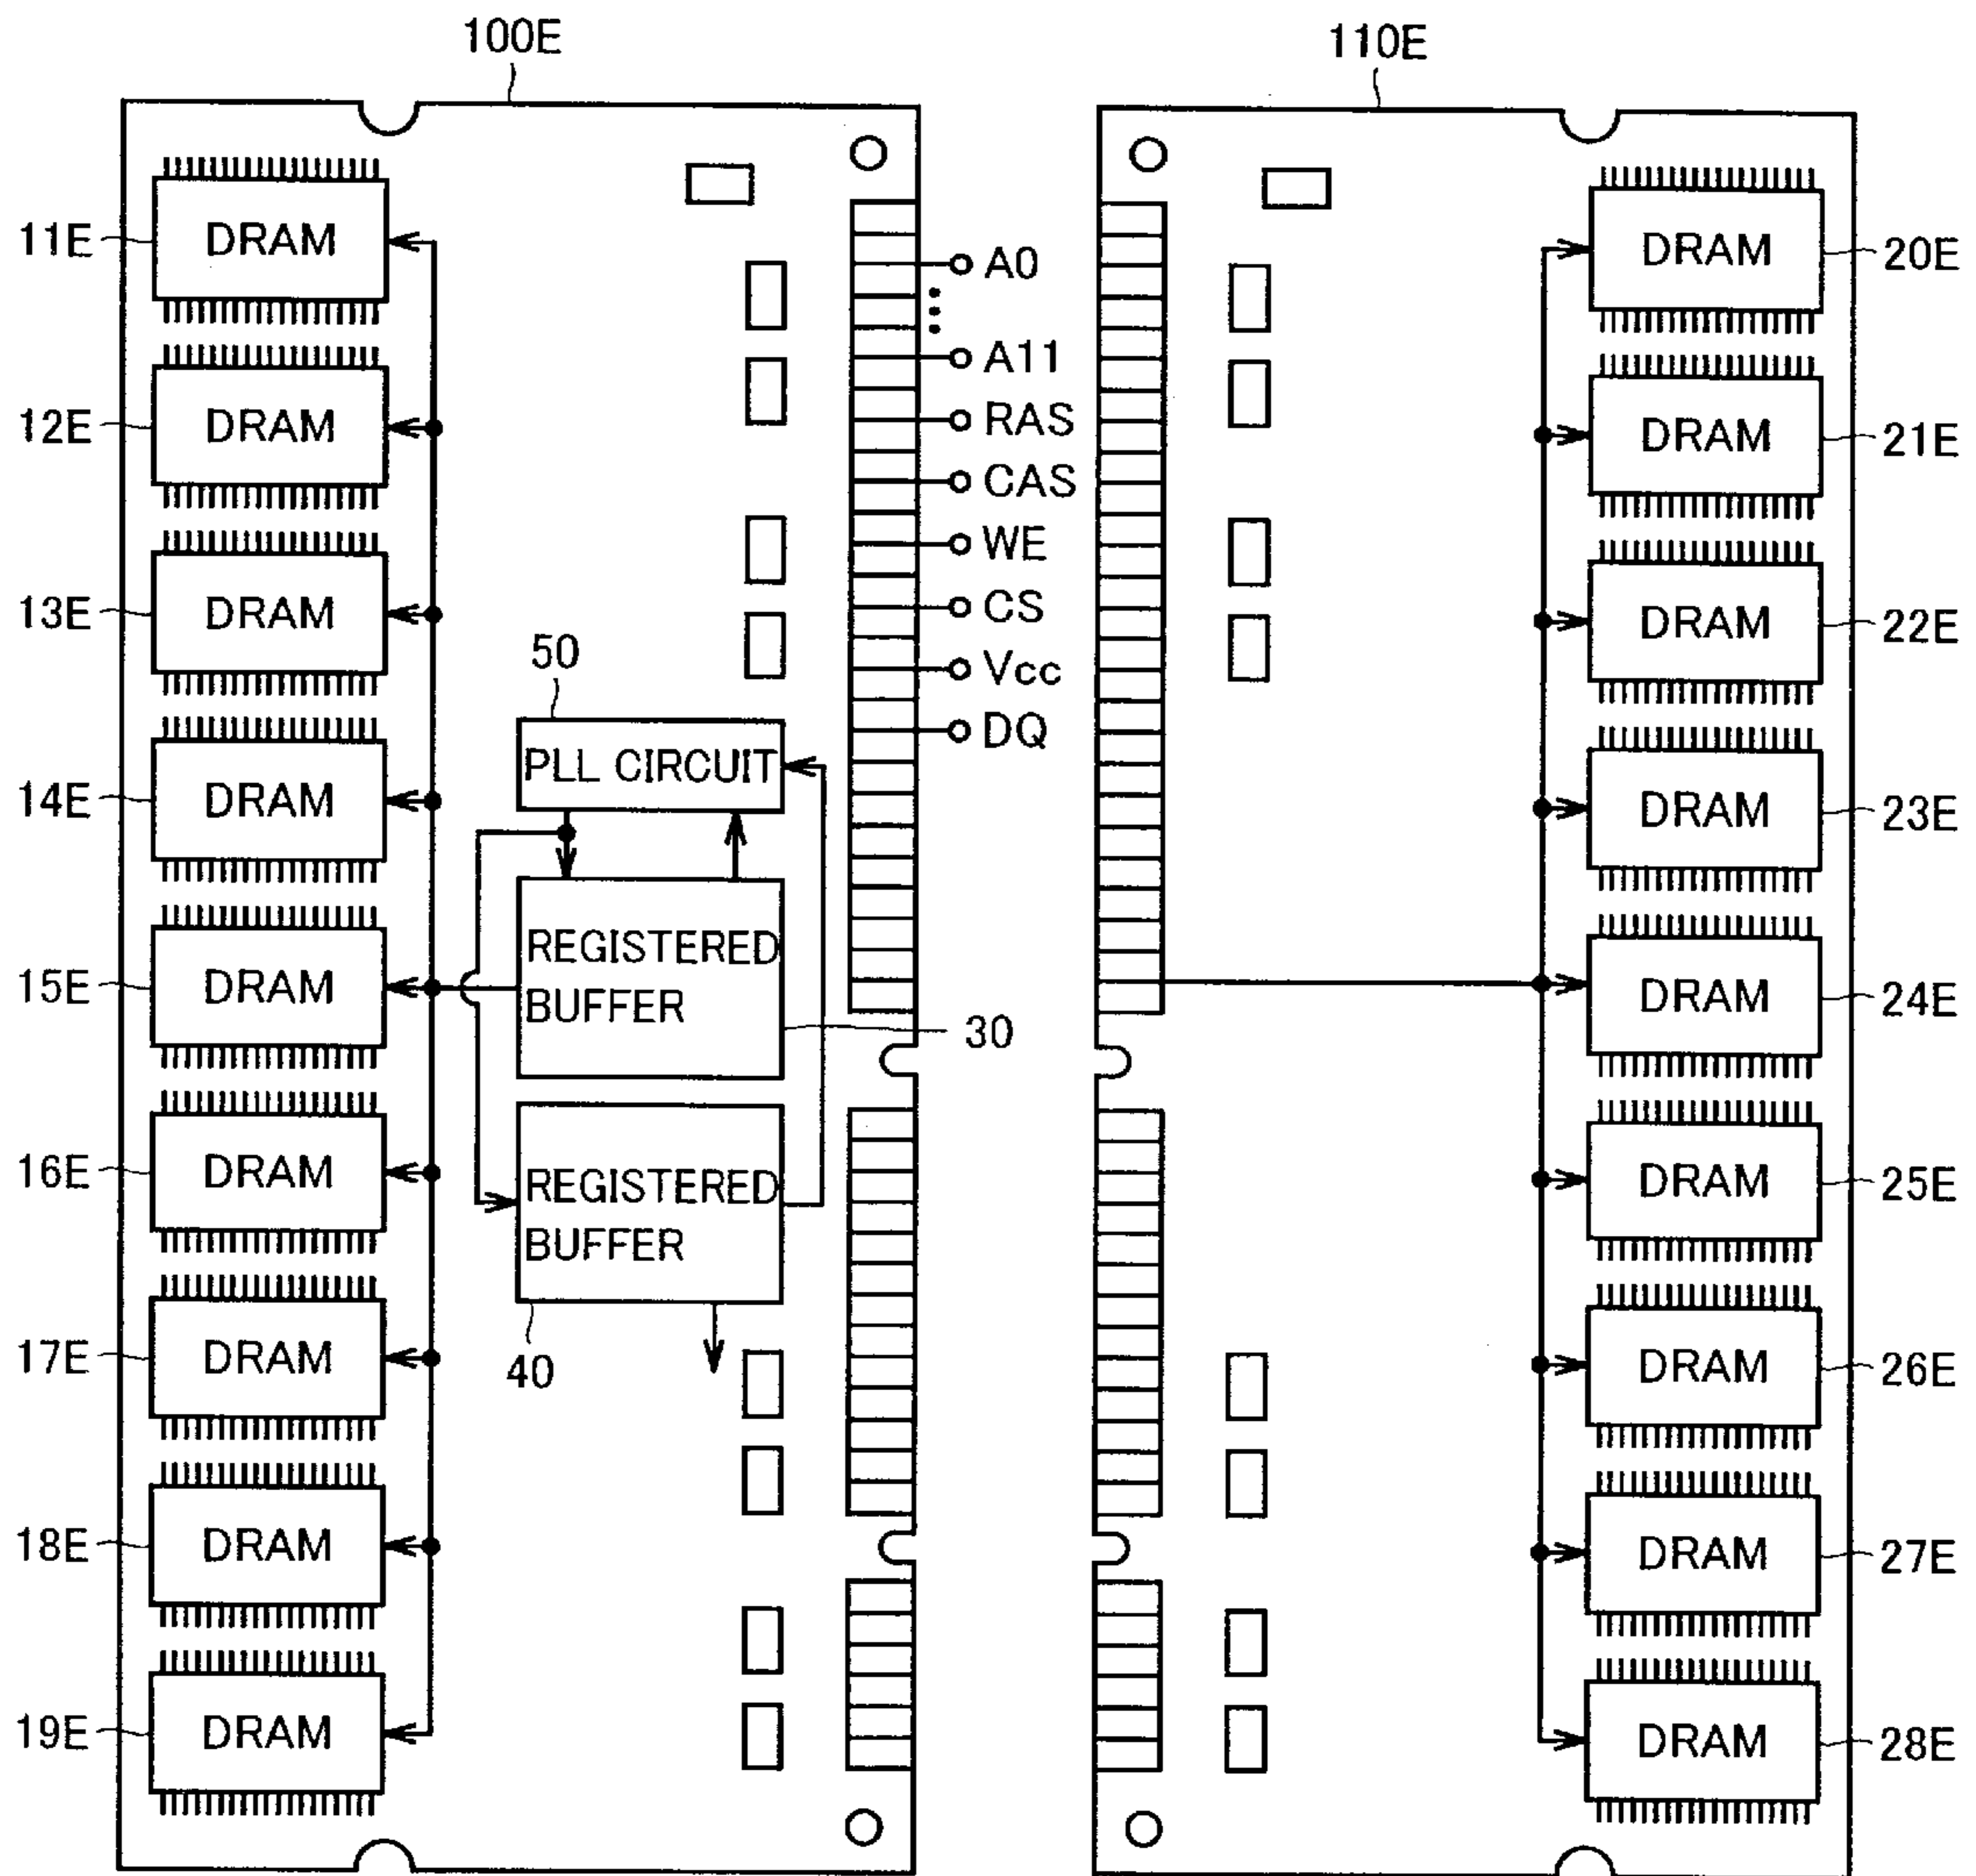 100E
110E
11E
DRAM
12E
DRAM
13E
DRAM
14E
DRAM
15E
DRAM
16E
DRAM
17E
DRAM
18E
DRAM
19E
DRAM
50
PLL CIRCUIT
REGISTERED
BUFFER
30
REGISTERED
BUFFER
40
A0
A11
RAS
CAS
WE
CS
Vcc
DQ
DRAM
20E
DRAM
21E
DRAM
22E
DRAM
23E
DRAM
24E
DRAM
25E
DRAM
26E
DRAM
27E
DRAM
28E